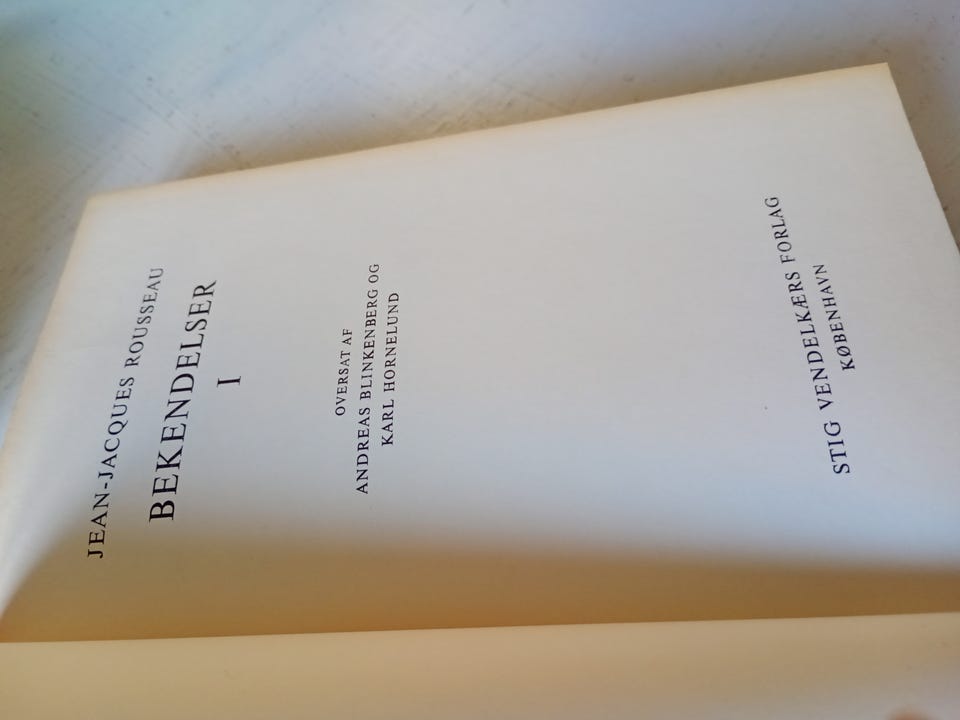 JEAN-JACQUES ROUSSEAU
BEKENDELSER
I
OVERSAT AF
ANDREAS BLINKENBERG OG
KARL HORNELUND
STIG VENDELKÆRS FORLAG
KØBENHAVN